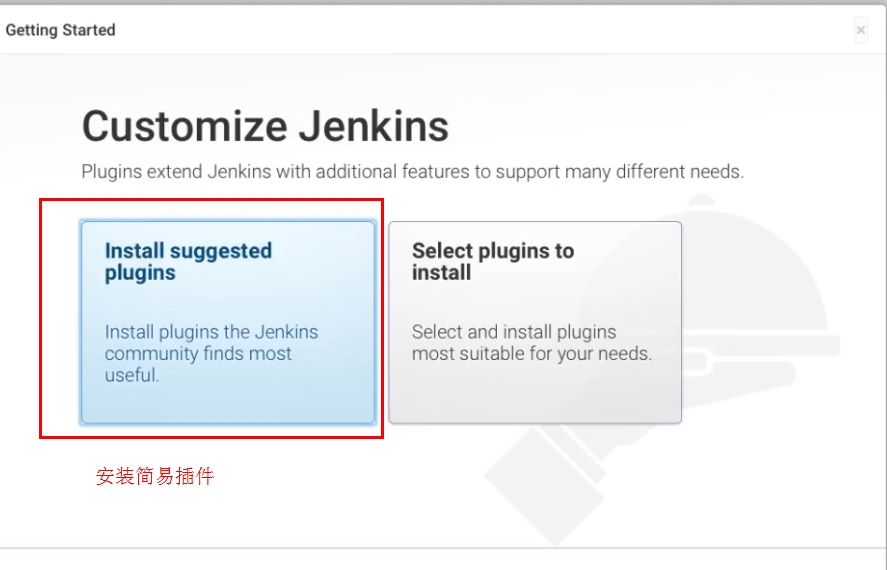 Getting Started
×
Customize Jenkins
Plugins extend Jenkins with additional features to support many different needs.
Install suggested
plugins
Install plugins the Jenkins
community finds most
useful.
Select plugins to
install
Select and install plugins
most suitable for your needs.
安装简易插件